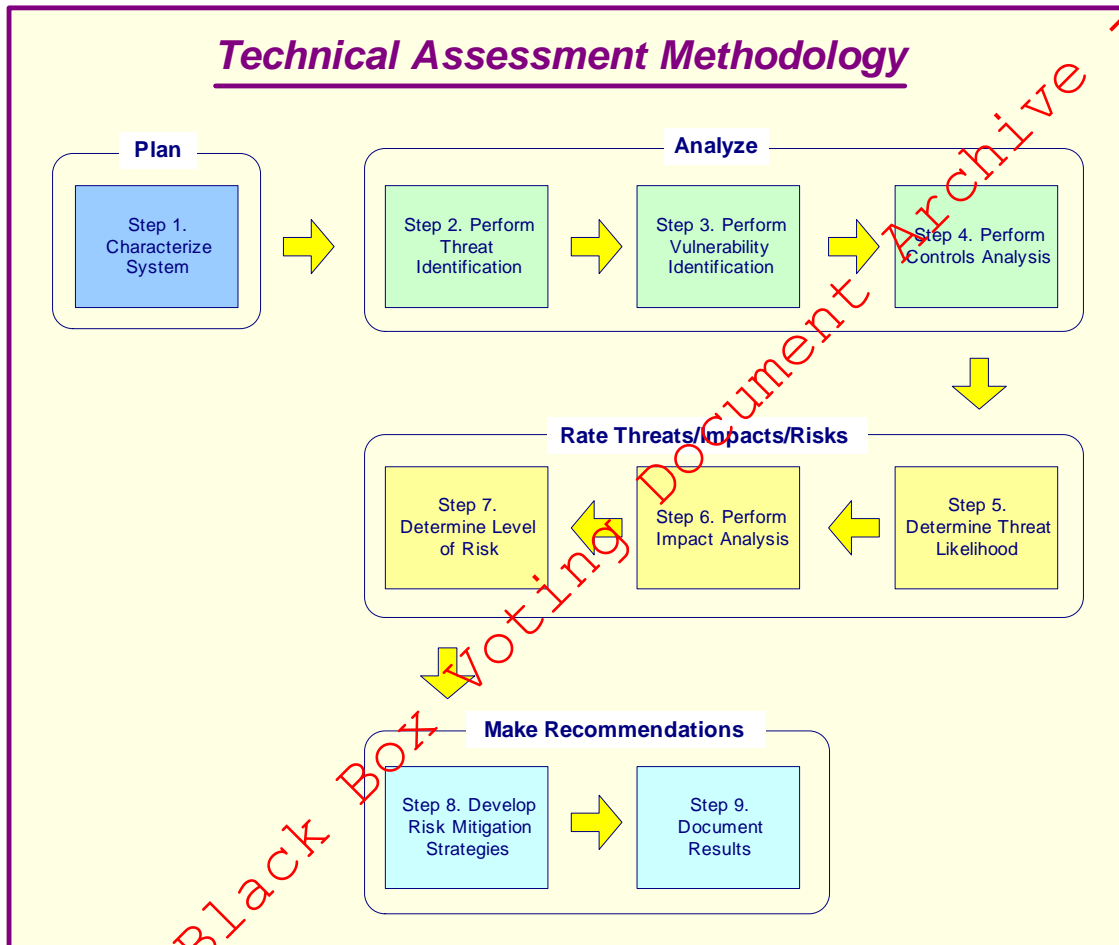 Technical Assessment Methodology
Plan
Step 1.
Characterize
System
Analyze
Step 2. Perform
Threat
Identification
Step 3. Perform
Vulnerability
Identification
Step 4. Perform
Controls Analysis
Rate Threats/Impacts/Risks
Step 7.
Determine Level
of Risk
Step 6. Perform
Impact Analysis
Step 5.
Determine Threat
Likelihood
Make Recommendations
Step 8. Develop
Risk Mitigation
Strategies
Step 9.
Document
Results
Black Box Voting Document Archive